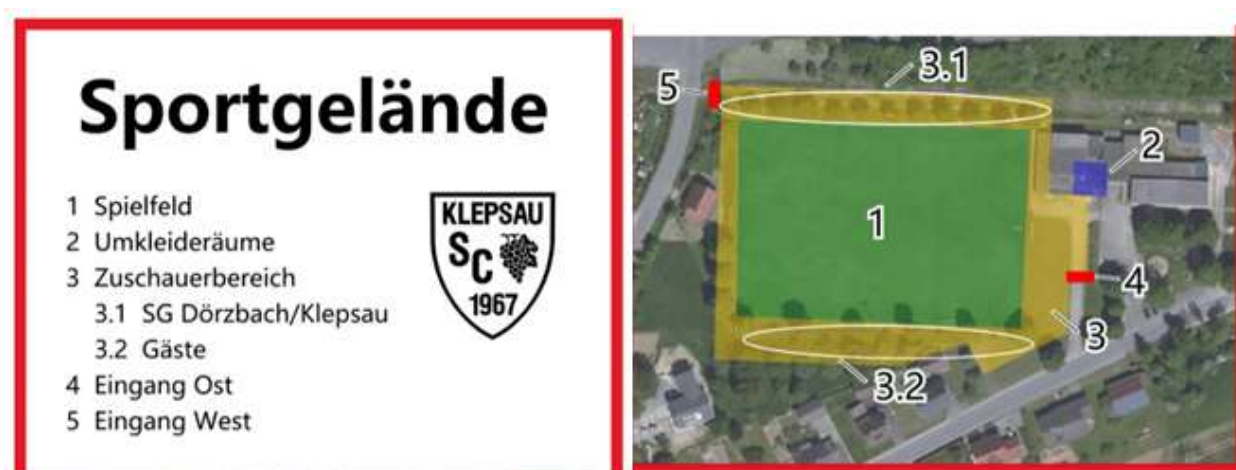 Sportgelände
1 Spielfeld
2 Umkleideräume
3 Zuschauerbereich
3.1 SG Dörzbach/Klepsau
3.2 Gäste
4 Eingang Ost
5 Eingang West
KLEPSAU
SC
1967
3.1
5
2
1
4
3
3.2